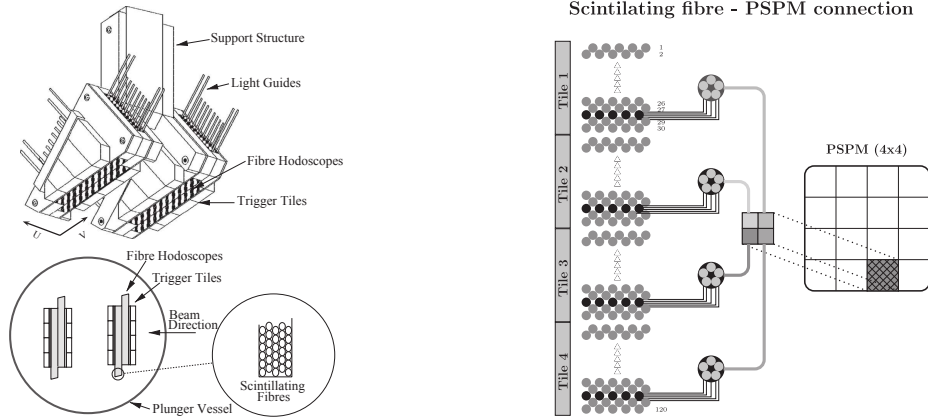 Support Structure
Light Guides
Fibre Hodoscopes
Trigger Tiles
U
V
Fibre Hodoscopes
Trigger Tiles
Beam
Direction
Scintillating
Fibres
Plunger Vessel
Scintilating fibre - PSPM connection
Tile 1
Tile 2
Tile 3
Tile 4
1
2
26
27
29
30
120
PSPM (4x4)